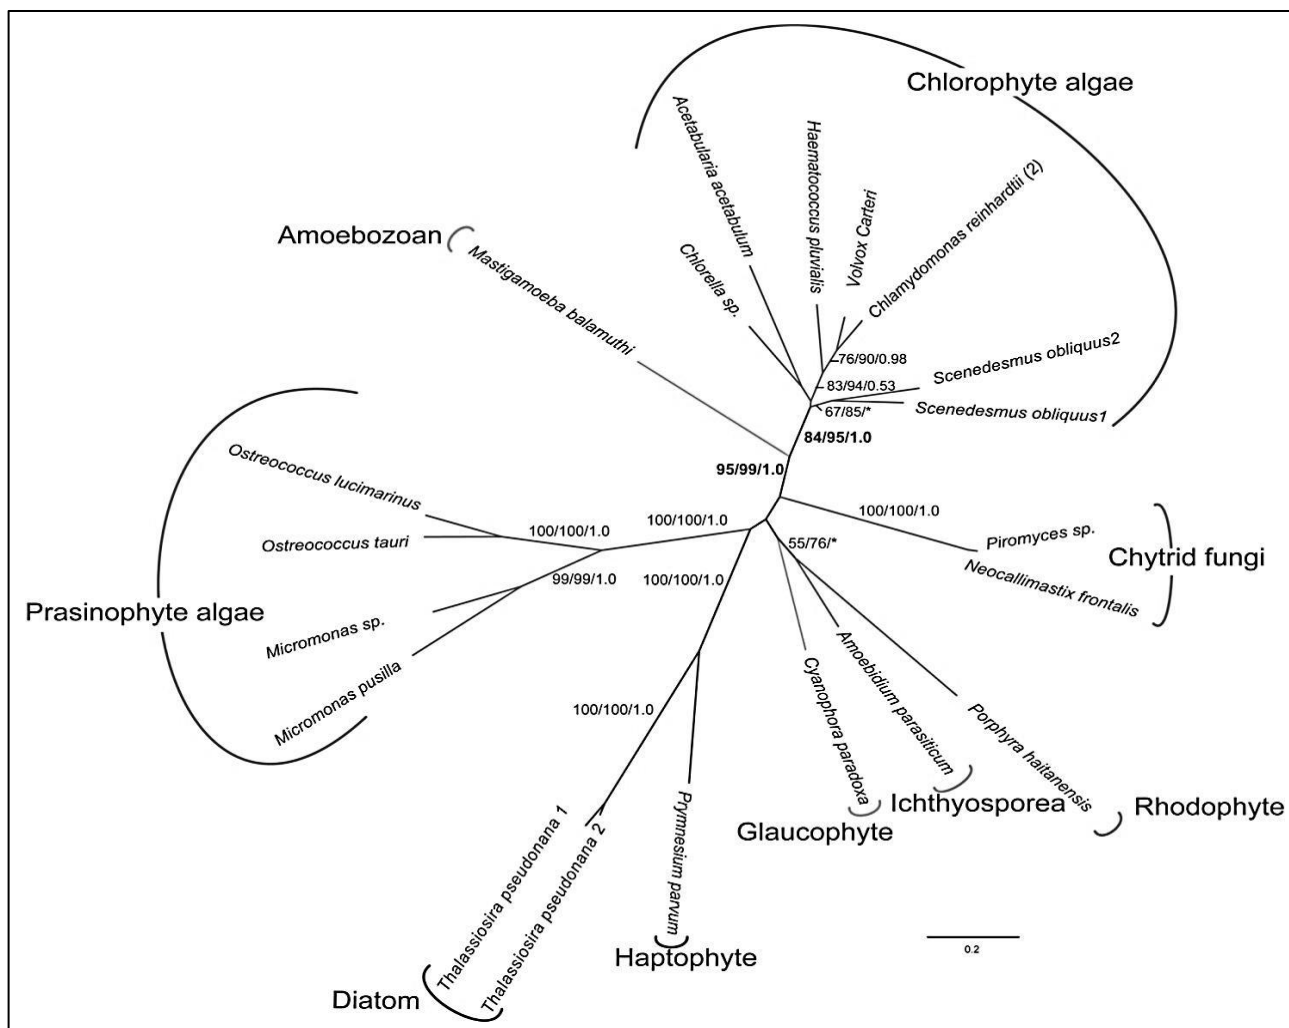 Chlorophyte algae
Acetabularia acetabulum
Haematococcus pluvialis
Volvox Carteri
Chlamydomonas reinhardtii (2)
Chlorella sp.
Amoebozoan
Mastigamoeba balamuthi
76/90/0.98
Scenedesmus obliquus2
83/94/0.53
Scenedesmus obliquus1
67/85/*
84/95/1.0
95/99/1.0
Ostreococcus lucimarinus
100/100/1.0
100/100/1.0
100/100/1.0
Piromyces sp.
Ostreococcus tauri
55/76/*
Chytrid fungi
Neocallimastix frontalis
99/99/1.0
100/100/1.0
Prasinophyte algae
Micromonas sp.
Micromonas pusilla
Amoebidium parasiticum
Cyanophora paradoxa
Porphyra haitanensis
100/100/1.0
Ichthyosporea
Rhodophyte
Glaucophyte
Thalassiosira pseudonana 1
Thalassiosira pseudonana 2
Prymnesium parvum
Haptophyte
0.2
Diatom